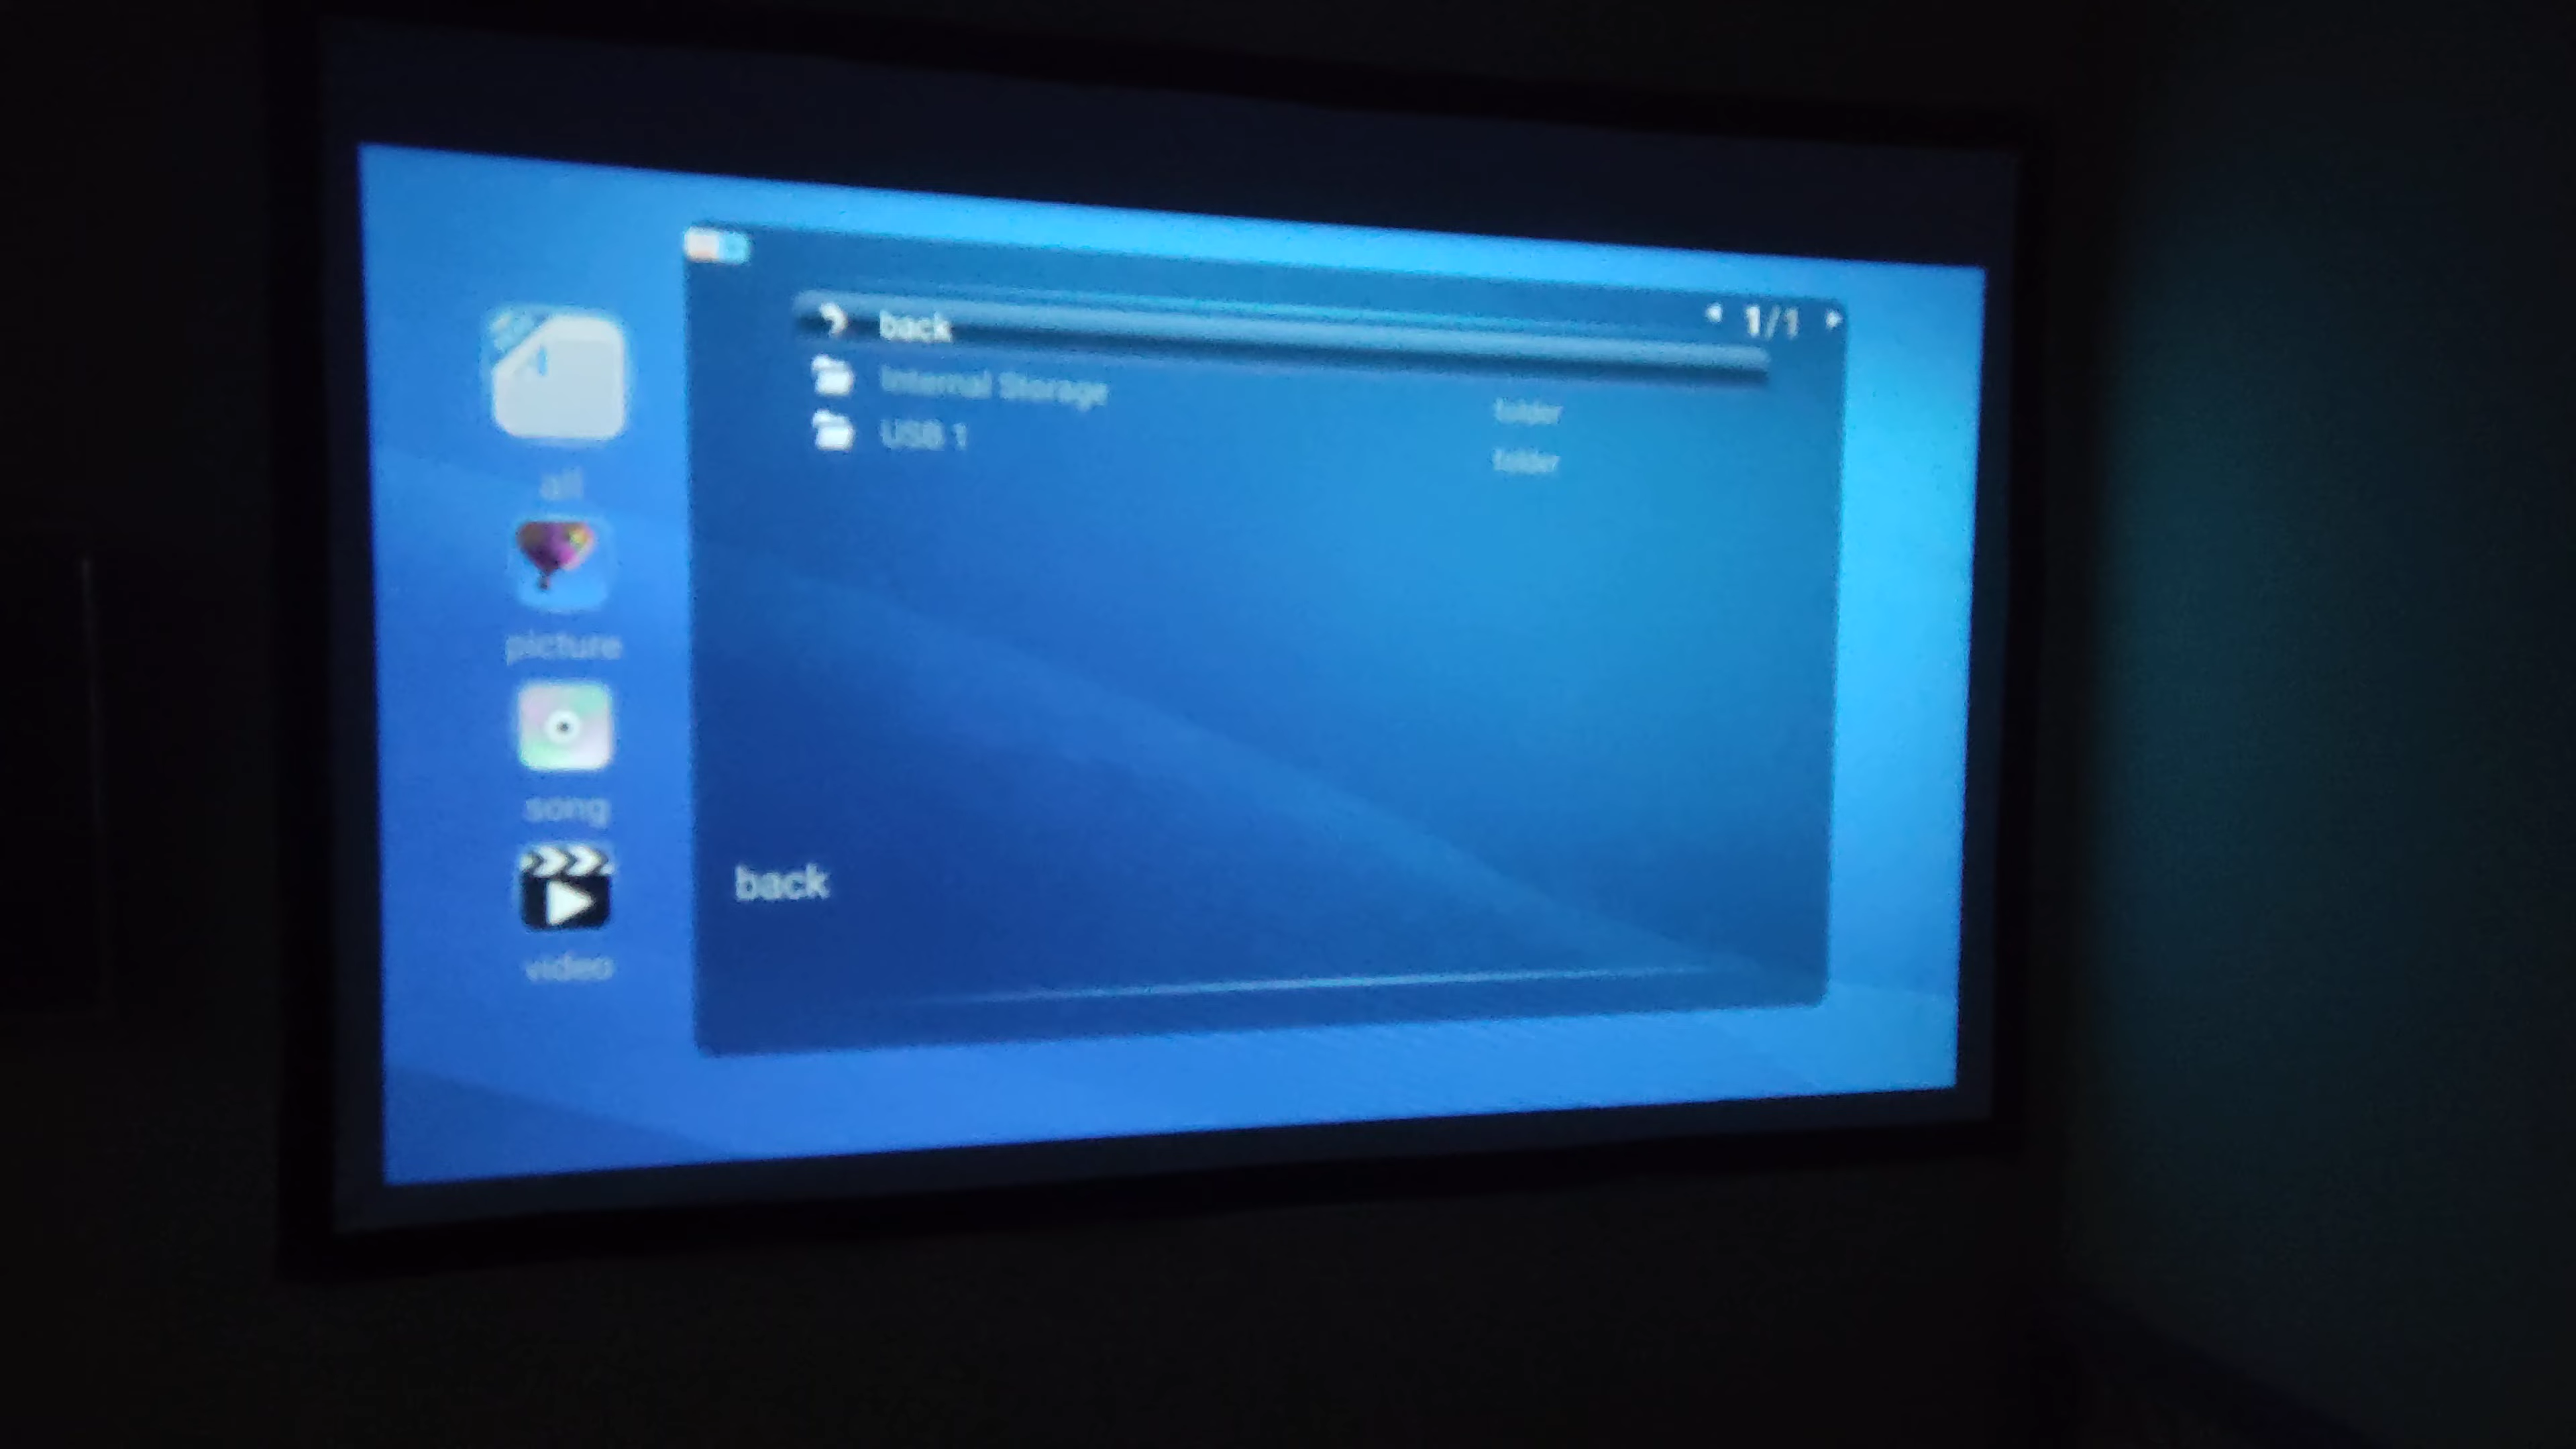 back
1/1
Internal Storage
folder
USB 1
folder
all
picture
song
video
back